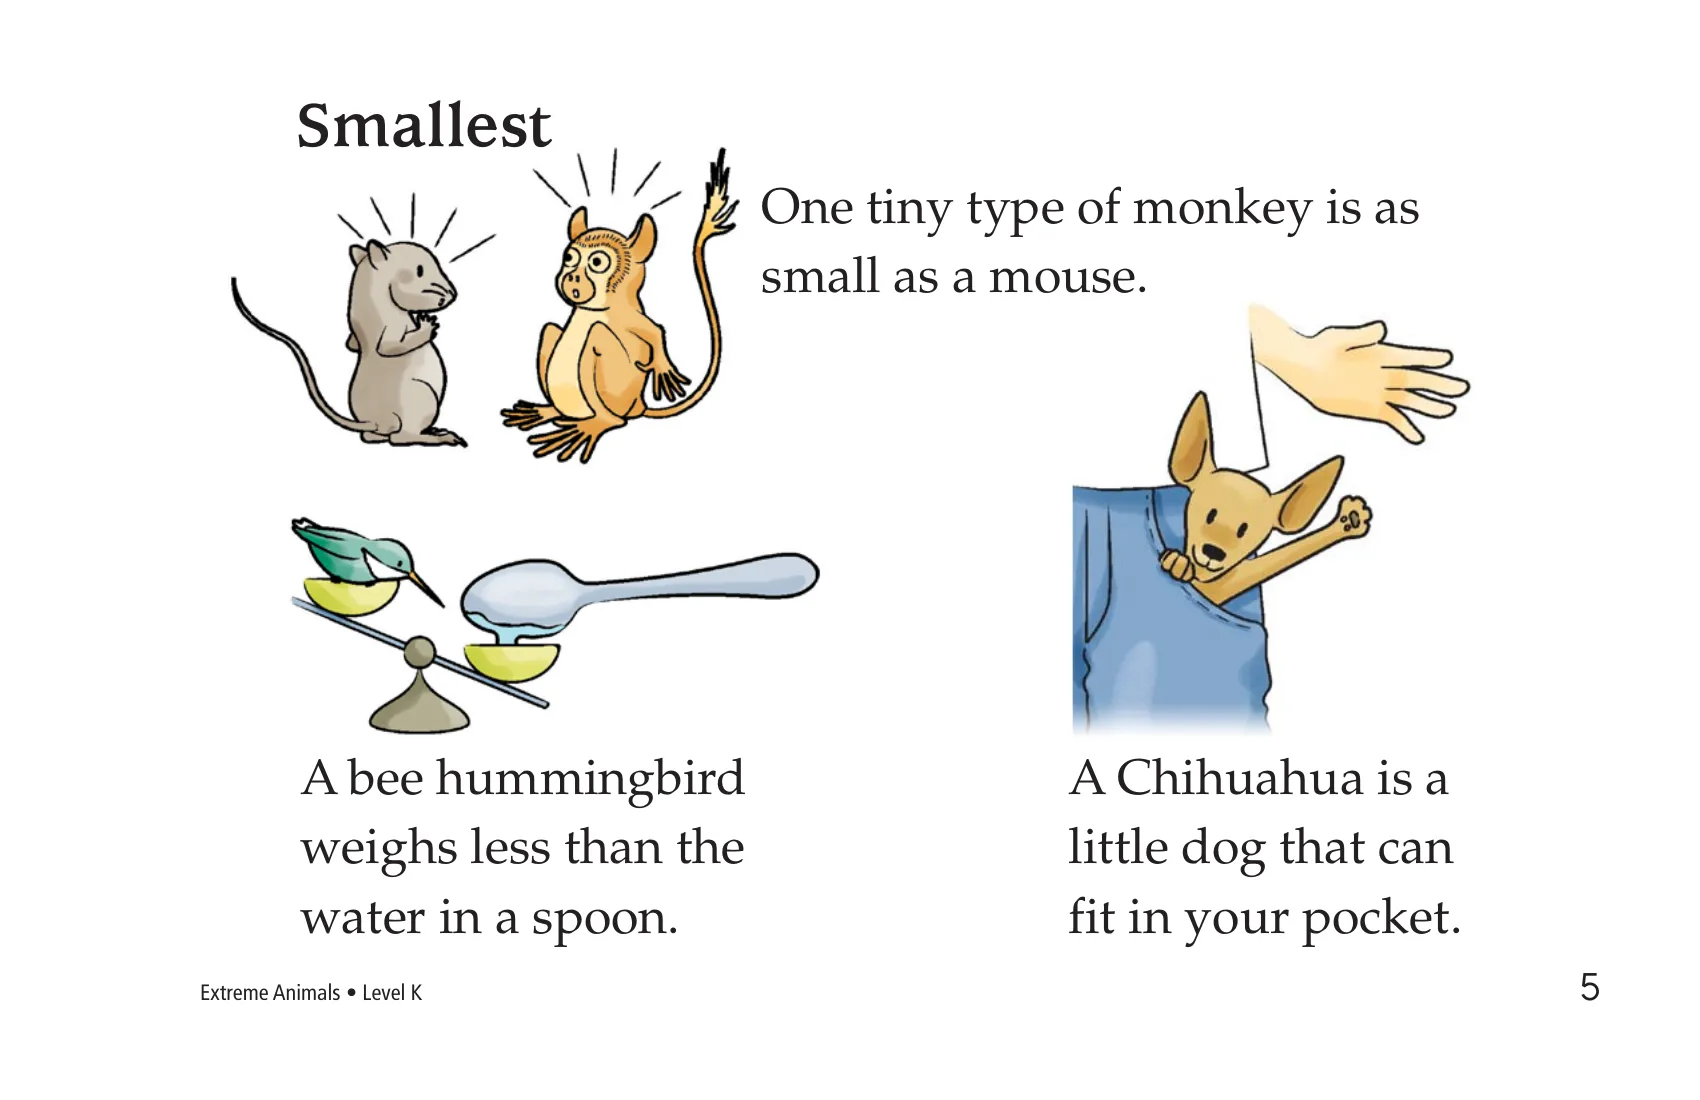 Smallest
One tiny type of monkey is as
small as a mouse.
A bee hummingbird
weighs less than the
water in a spoon.
A Chihuahua is a
little dog that can
fit in your pocket.
Extreme Animals • Level K
5